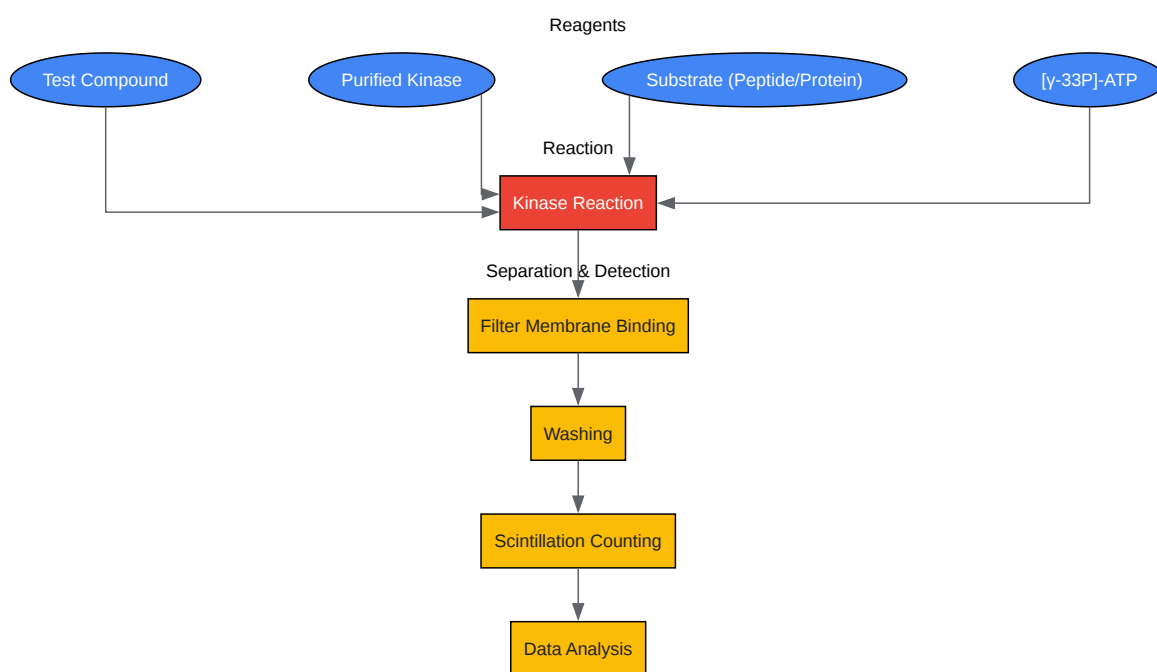 Reagents
Test Compound
Purified Kinase
Substrate (Peptide/Protein)
[γ-33P]-ATP
Reaction
Kinase Reaction
Separation & Detection
Filter Membrane Binding
Washing
Scintillation Counting
Data Analysis